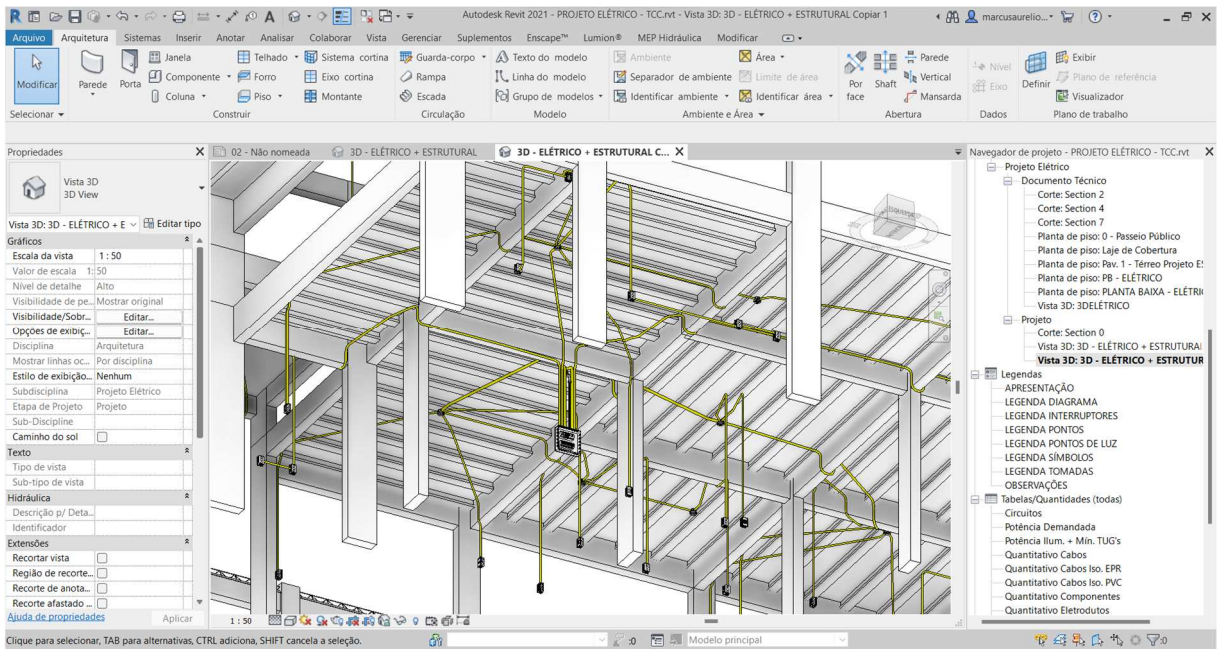 Autodesk Revit 2021 - PROJETO ELÉTRICO - TCC.rvt - Vista 3D: 3D - ELÉTRICO + ESTRUTURAL Copiar 1
marcusaurelio...
Arquivo Arquitetura Sistemas Inserir Anotar Analisar Colaborar Vista Gerenciar Suplementos Enscape™ Lumion® MEP Hidráulica Modificar
Modificar
Parede
Porta
Janela
Componente
Coluna
Telhado
Forro
Piso
Sistema cortina
Eixo cortina
Montante
Guarda-corpo
Rampa
Escada
Texto do modelo
Linha do modelo
Grupo de modelos
Ambiente
Separador de ambiente
Identificar ambiente
Área
Limite de área
Identificar área
Por face
Shaft
Parede
Vertical
Mansarda
Nível
Eixo
Definir
Exibir
Plano de referência
Visualizador
Selecionar
Construir
Circulação
Modelo
Ambiente e Área
Abertura
Dados
Plano de trabalho
Propriedades
02 - Não nomeada
3D - ELÉTRICO + ESTRUTURAL
3D - ELÉTRICO + ESTRUTURAL C...
Vista 3D
3D View
Vista 3D: 3D - ELÉTRICO + E
Editar tipo
Gráficos
Escala da vista 1 : 50
Valor de escala 1: 50
Nível de detalhe Alto
Visibilidade de pe... Mostrar original
Visibilidade/Sobr... Editar...
Opções de exibiç... Editar...
Disciplina Arquitetura
Mostrar linhas oc... Por disciplina
Estilo de exibição... Nenhum
Subdisciplina Projeto Elétrico
Etapa de Projeto Projeto
Sub-Discipline
Caminho do sol
Texto
Tipo de vista
Sub-tipo de vista
Hidráulica
Descrição p/ Deta...
Identificador
Extensões
Recortar vista
Região de recorte...
Recorte de anota...
Recorte afastado ...
Ajuda de propriedades
Aplicar
ESQUERDA
1 : 50
Navegador de projeto - PROJETO ELÉTRICO - TCC.rvt
Projeto Elétrico
Documento Técnico
Corte: Section 2
Corte: Section 4
Corte: Section 7
Planta de piso: 0 - Passeio Público
Planta de piso: Laje de Cobertura
Planta de piso: Pav. 1 - Térreo Projeto E
Planta de piso: PB - ELÉTRICO
Planta de piso: PLANTA BAIXA - ELÉTRI
Vista 3D: 3DELÉTRICO
Projeto
Corte: Section 0
Vista 3D: 3D - ELÉTRICO + ESTRUTURA
Vista 3D: 3D - ELÉTRICO + ESTRUTUR
Legendas
APRESENTAÇÃO
LEGENDA DIAGRAMA
LEGENDA INTERRUPTORES
LEGENDA PONTOS
LEGENDA PONTOS DE LUZ
LEGENDA SÍMBOLOS
LEGENDA TOMADAS
OBSERVAÇÕES
Tabelas/Quantidades (todas)
Circuitos
Potência Demandada
Potência Ilum. + Mín. TUG's
Quantitativo Cabos
Quantitativo Cabos Iso. EPR
Quantitativo Cabos Iso. PVC
Quantitativo Componentes
Quantitativo Eletrodutos
Clique para selecionar, TAB para alternativas, CTRL adiciona, SHIFT cancela a seleção.
:0
Modelo principal
:0